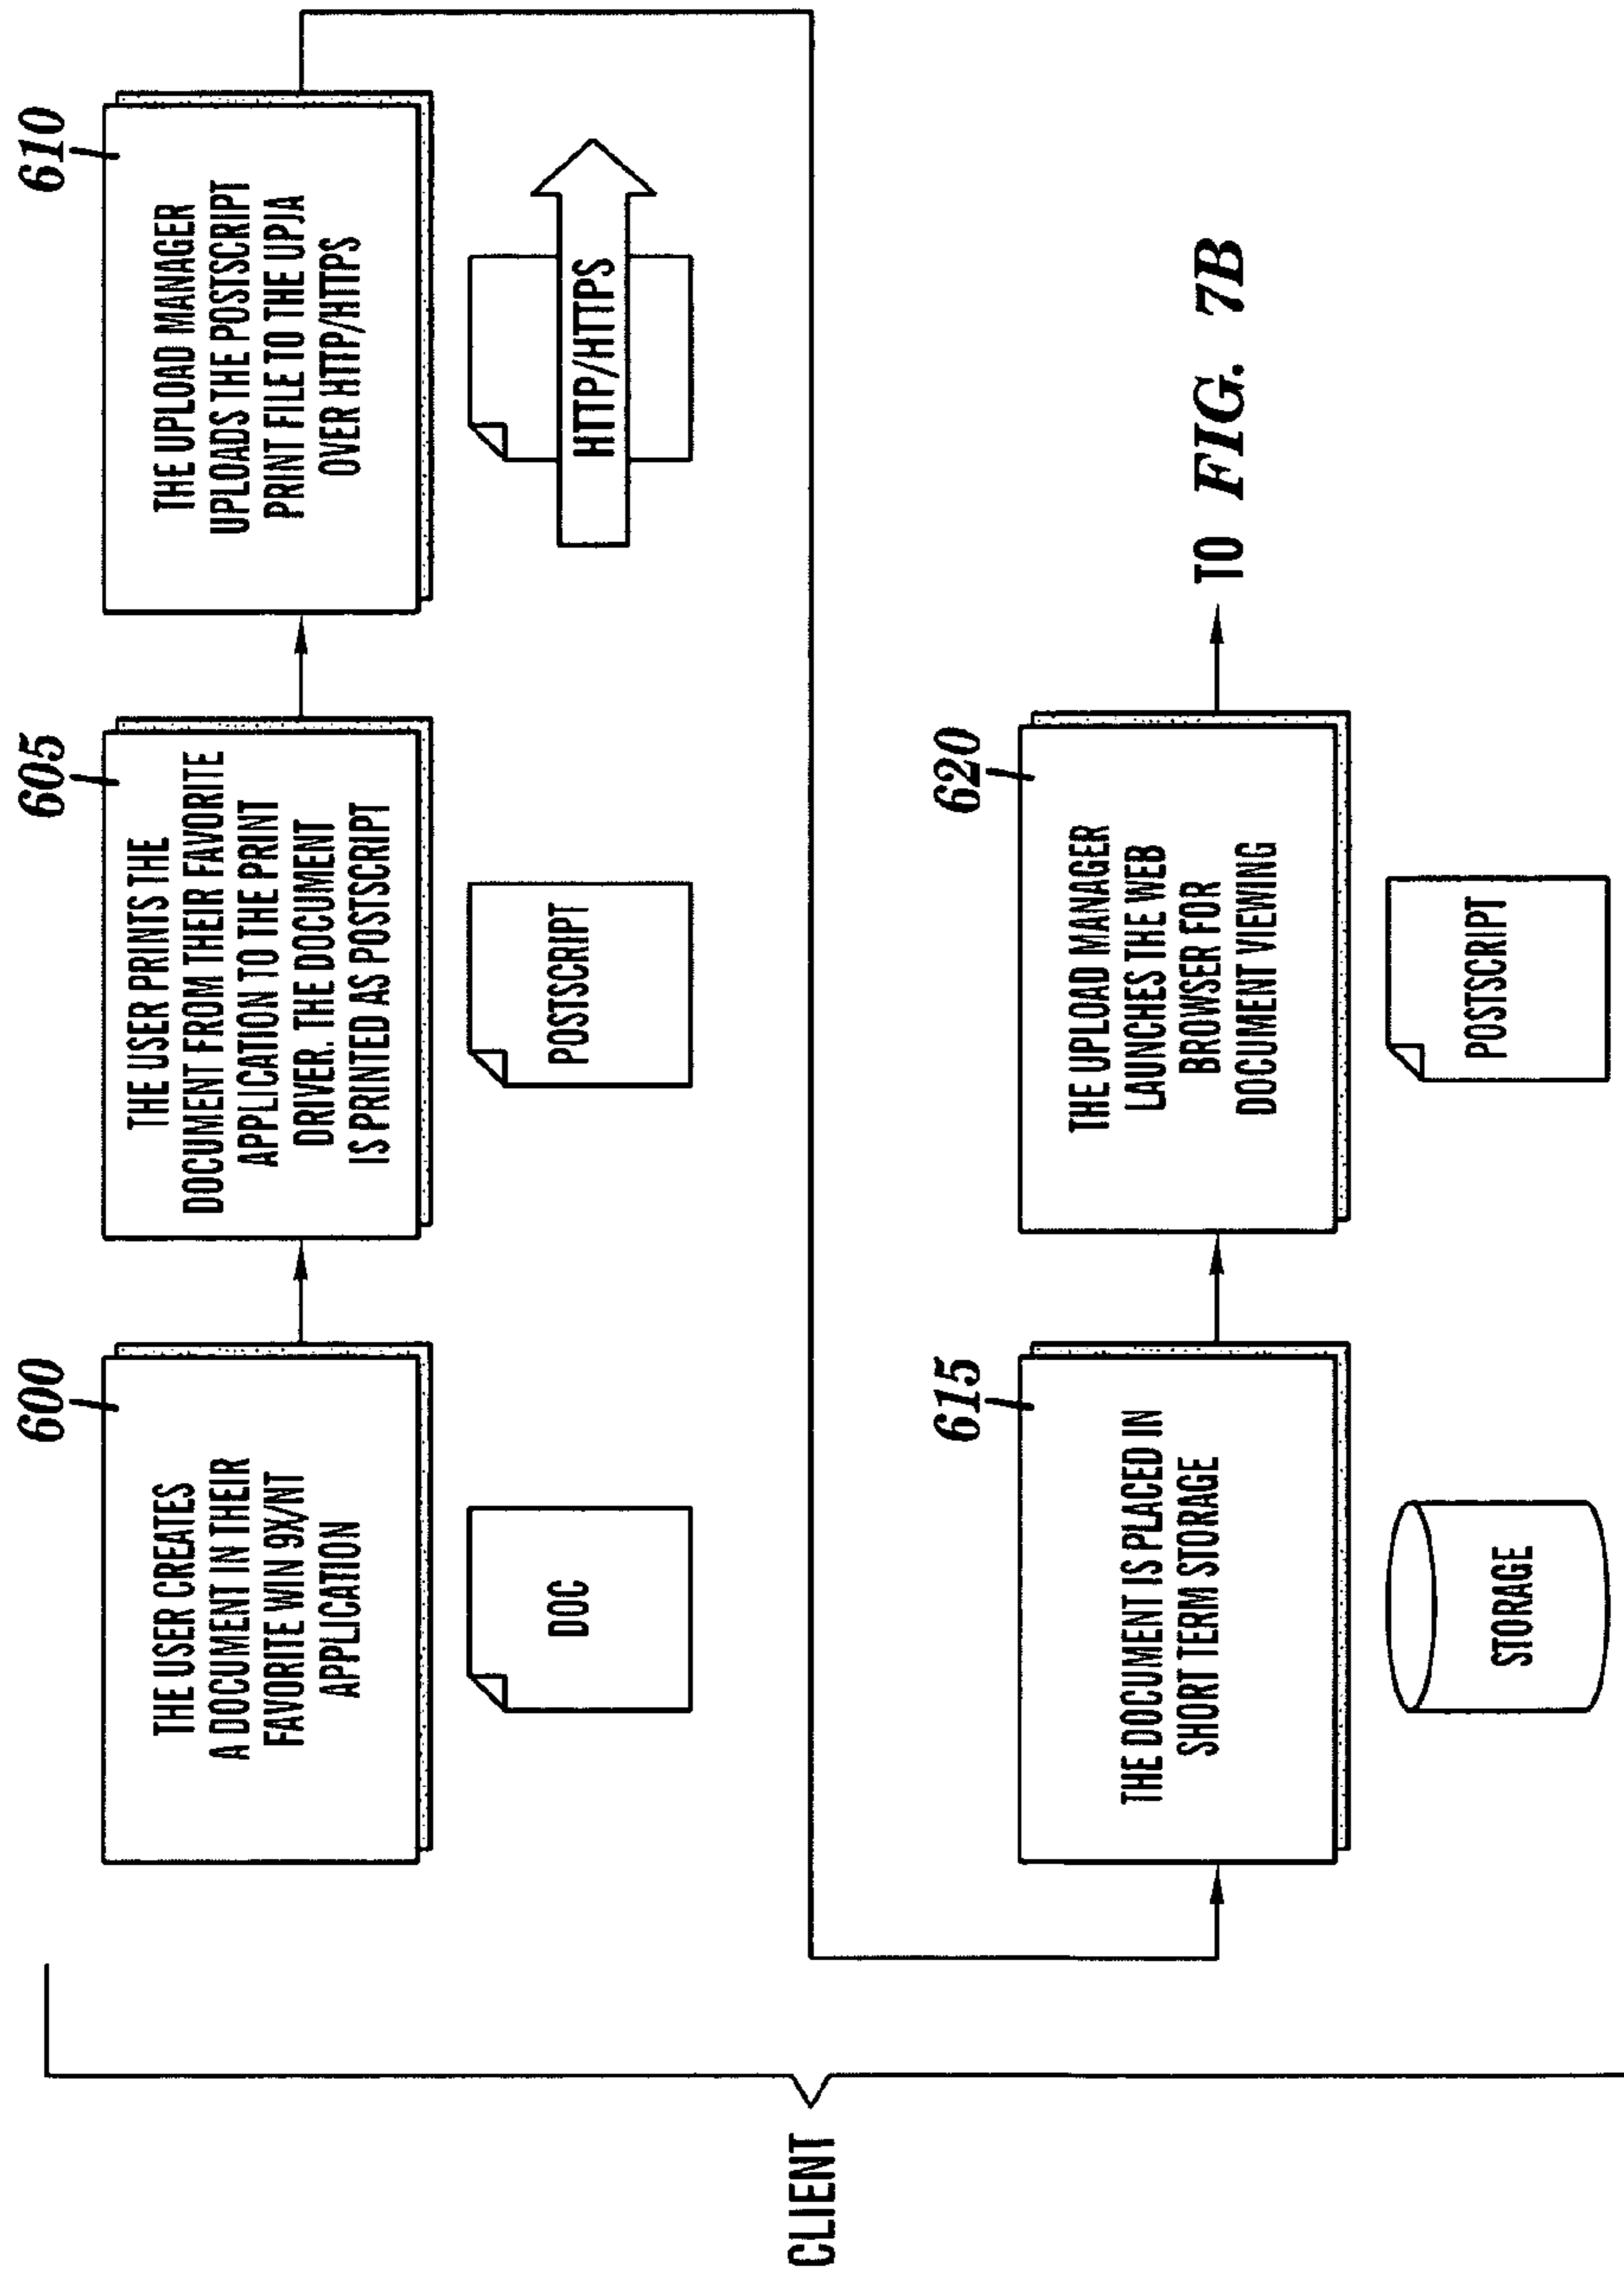 CLIENT
600
THE USER CREATES
A DOCUMENT IN THEIR
FAVORITE WIN 9X/NT
APPLICATION
DOC
605
THE USER PRINTS THE
DOCUMENT FROM THEIR FAVORITE
APPLICATION TO THE PRINT
DRIVER. THE DOCUMENT
IS PRINTED AS POSTSCRIPT
POSTSCRIPT
610
THE UPLOAD MANAGER
UPLOADS THE POSTSCRIPT
PRINT FILE TO THE UPJA
OVER HTTP/HTTPS
HTTP/HTTPS
615
THE DOCUMENT IS PLACED IN
SHORT TERM STORAGE
STORAGE
620
THE UPLOAD MANAGER
LAUNCHES THE WEB
BROWSER FOR
DOCUMENT VIEWING
POSTSCRIPT
TO FIG. 7B